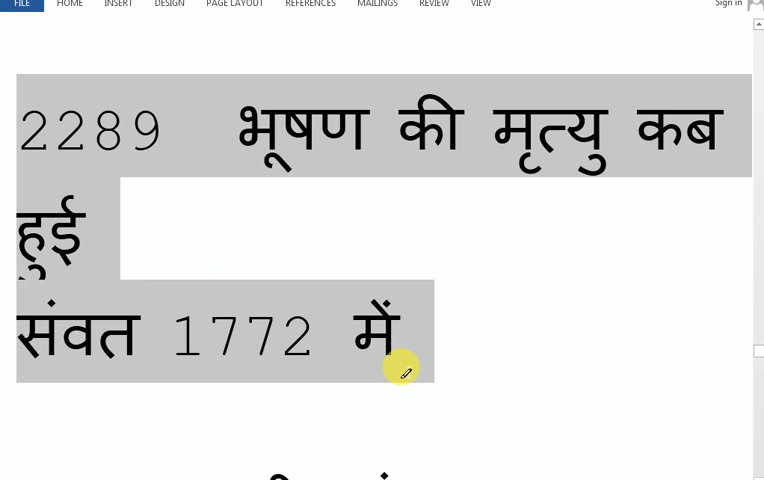 FILE HOME INSERT DESIGN PAGE LAYOUT REFERENCES MAILINGS REVIEW VIEW Sign in
2289 भूषण की मृत्यु कब
हुई
संवत 1772 में